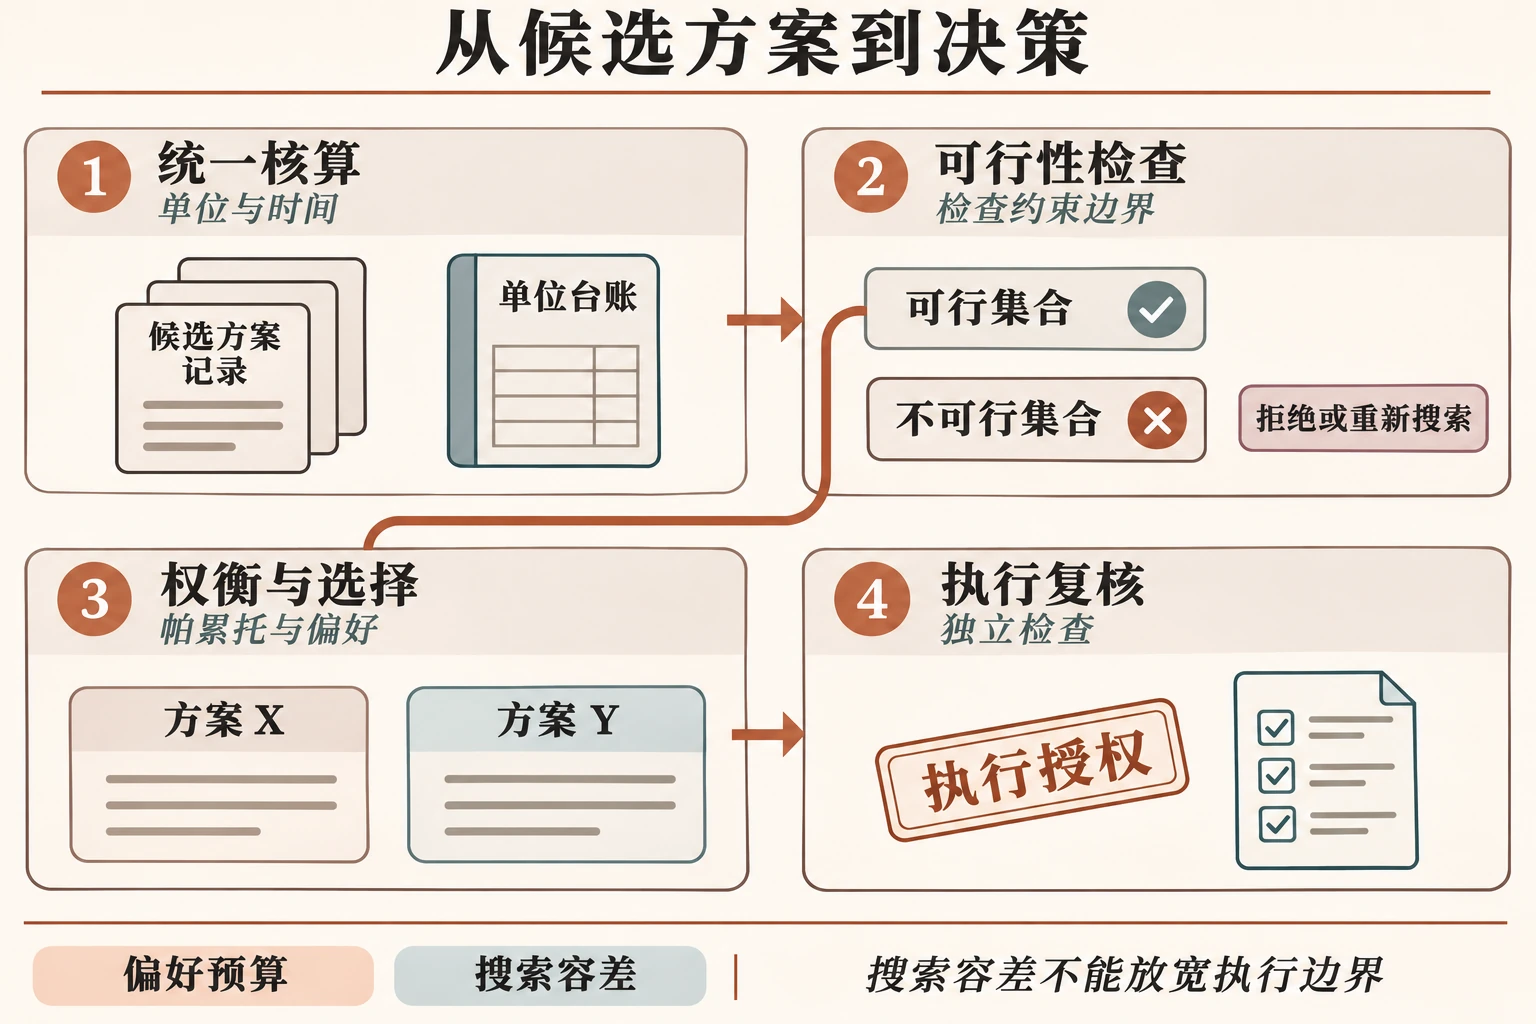 从候选方案到决策
1 统一核算
单位与时间
候选方案
记录
单位台账
2 可行性检查
检查约束边界
可行集合
不可行集合
拒绝或重新搜索
3 权衡与选择
帕累托与偏好
方案 X
方案 Y
4 执行复核
独立检查
执行授权
偏好预算
搜索容差
搜索容差不能放宽执行边界